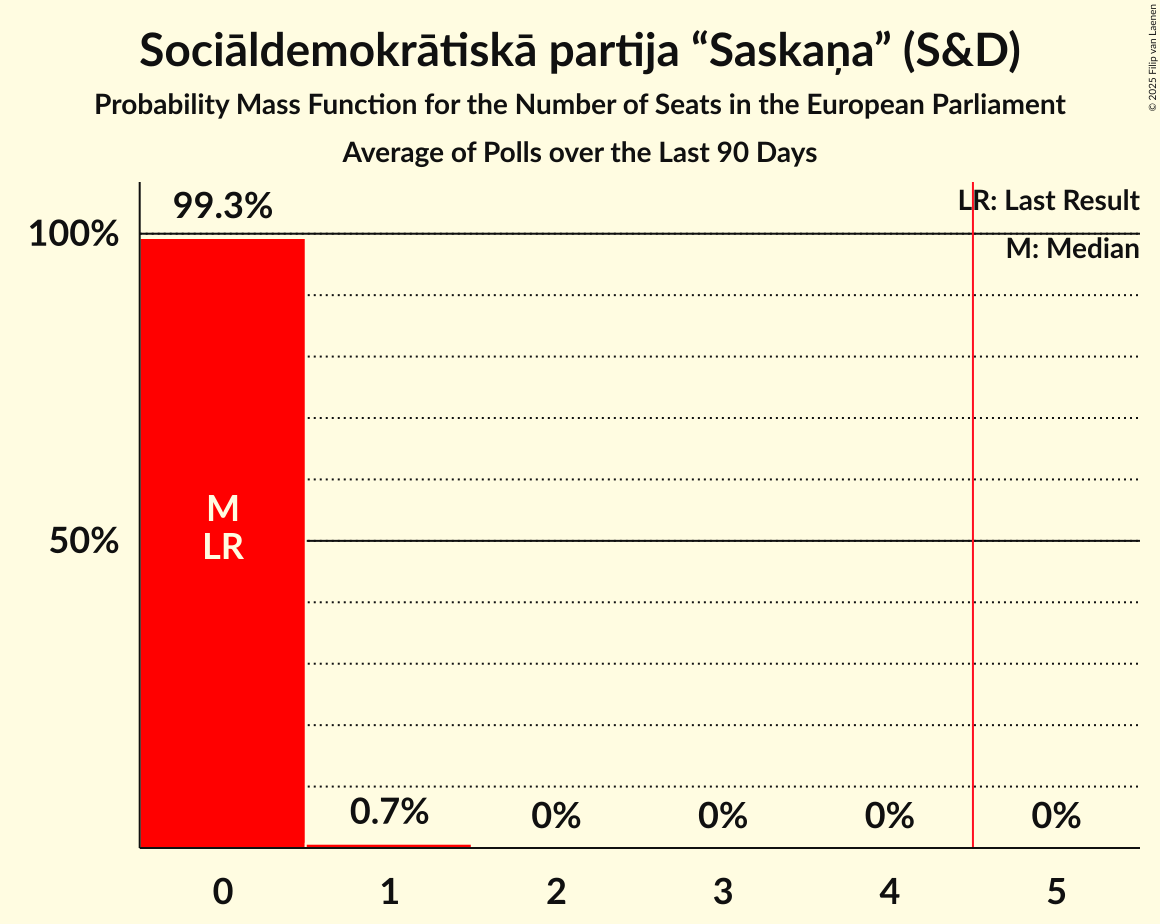 Sociāldemokrātiskā partija “Saskaņa” (S&D)
Probability Mass Function for the Number of Seats in the European Parliament
Average of Polls over the Last 90 Days
© 2025 Filip van Laenen
LR: Last Result
M: Median
99.3%
100%
M
LR
50%
0.7%
0%
0%
0%
0%
0
1
2
3
4
5